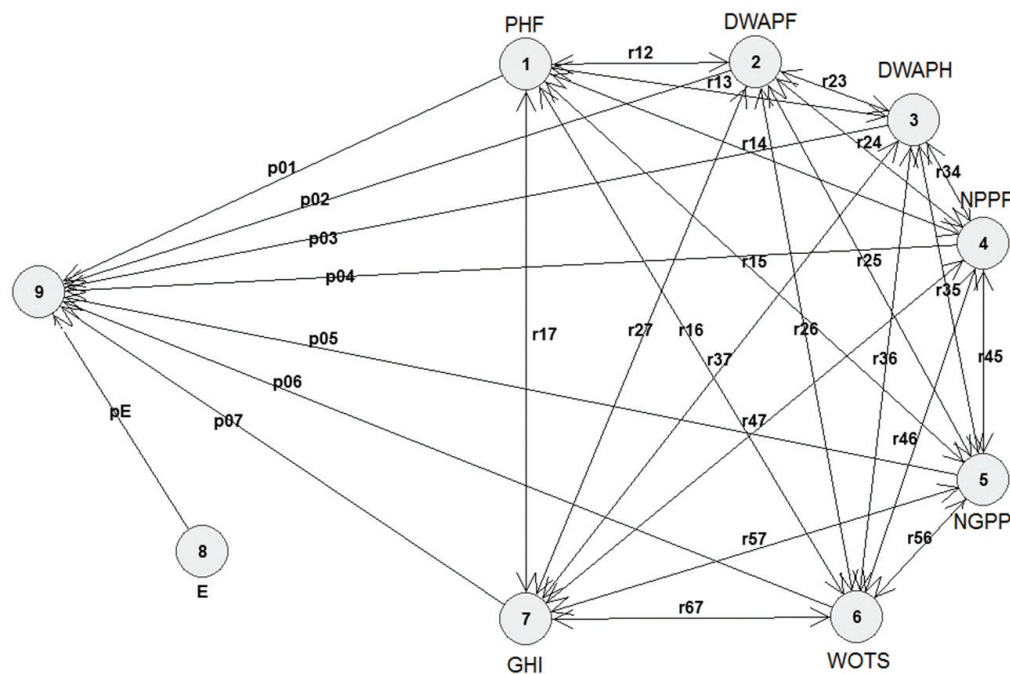 PHF
DWAPF
1
r12
2
DWAPH
r13
r23
3
r14
r24
r34
p01
p02
NPPP
p03
4
p04
r15
r25
9
r35
p05
r17
r27
r16
r26
r37
r36
r45
p06
pE
p07
r47
r46
5
NGPP
8
r57
r56
E
7
r67
6
GHI
WOTS